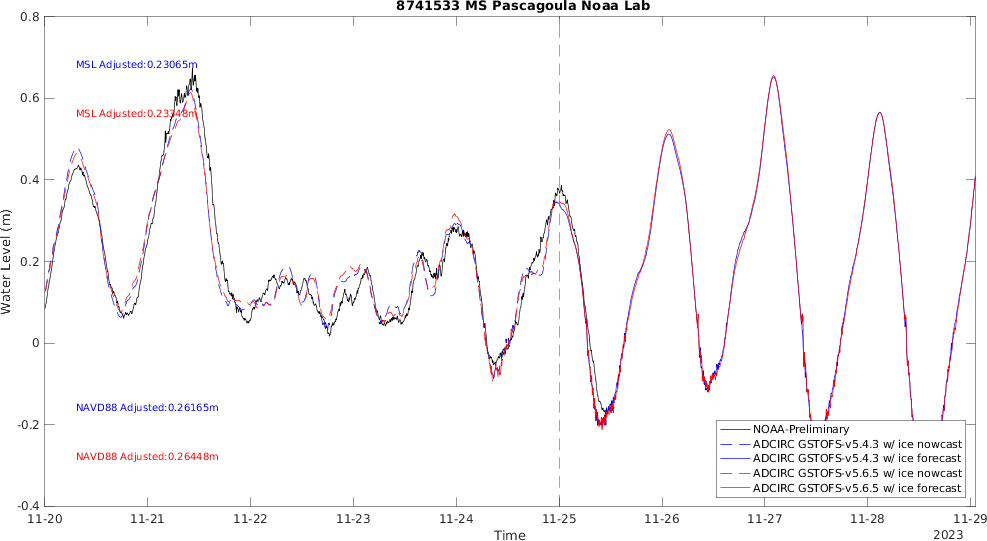 8741533 MS Pascagoula Noaa Lab
0.8
MSL Adjusted:0.23065m
0.6
MSL Adjusted:0.23348m
0.4
0.2
0
-0.2
-0.4
Water Level (m)
NAVD88 Adjusted:0.26165m
NAVD88 Adjusted:0.26448m
NOAA-Preliminary
ADCIRC GSTOFS-v5.4.3 w/ ice nowcast
ADCIRC GSTOFS-v5.4.3 w/ ice forecast
ADCIRC GSTOFS-v5.6.5 w/ ice nowcast
ADCIRC GSTOFS-v5.6.5 w/ ice forecast
11-20 11-21 11-22 11-23 11-24 11-25 11-26 11-27 11-28 11-29
Time
2023